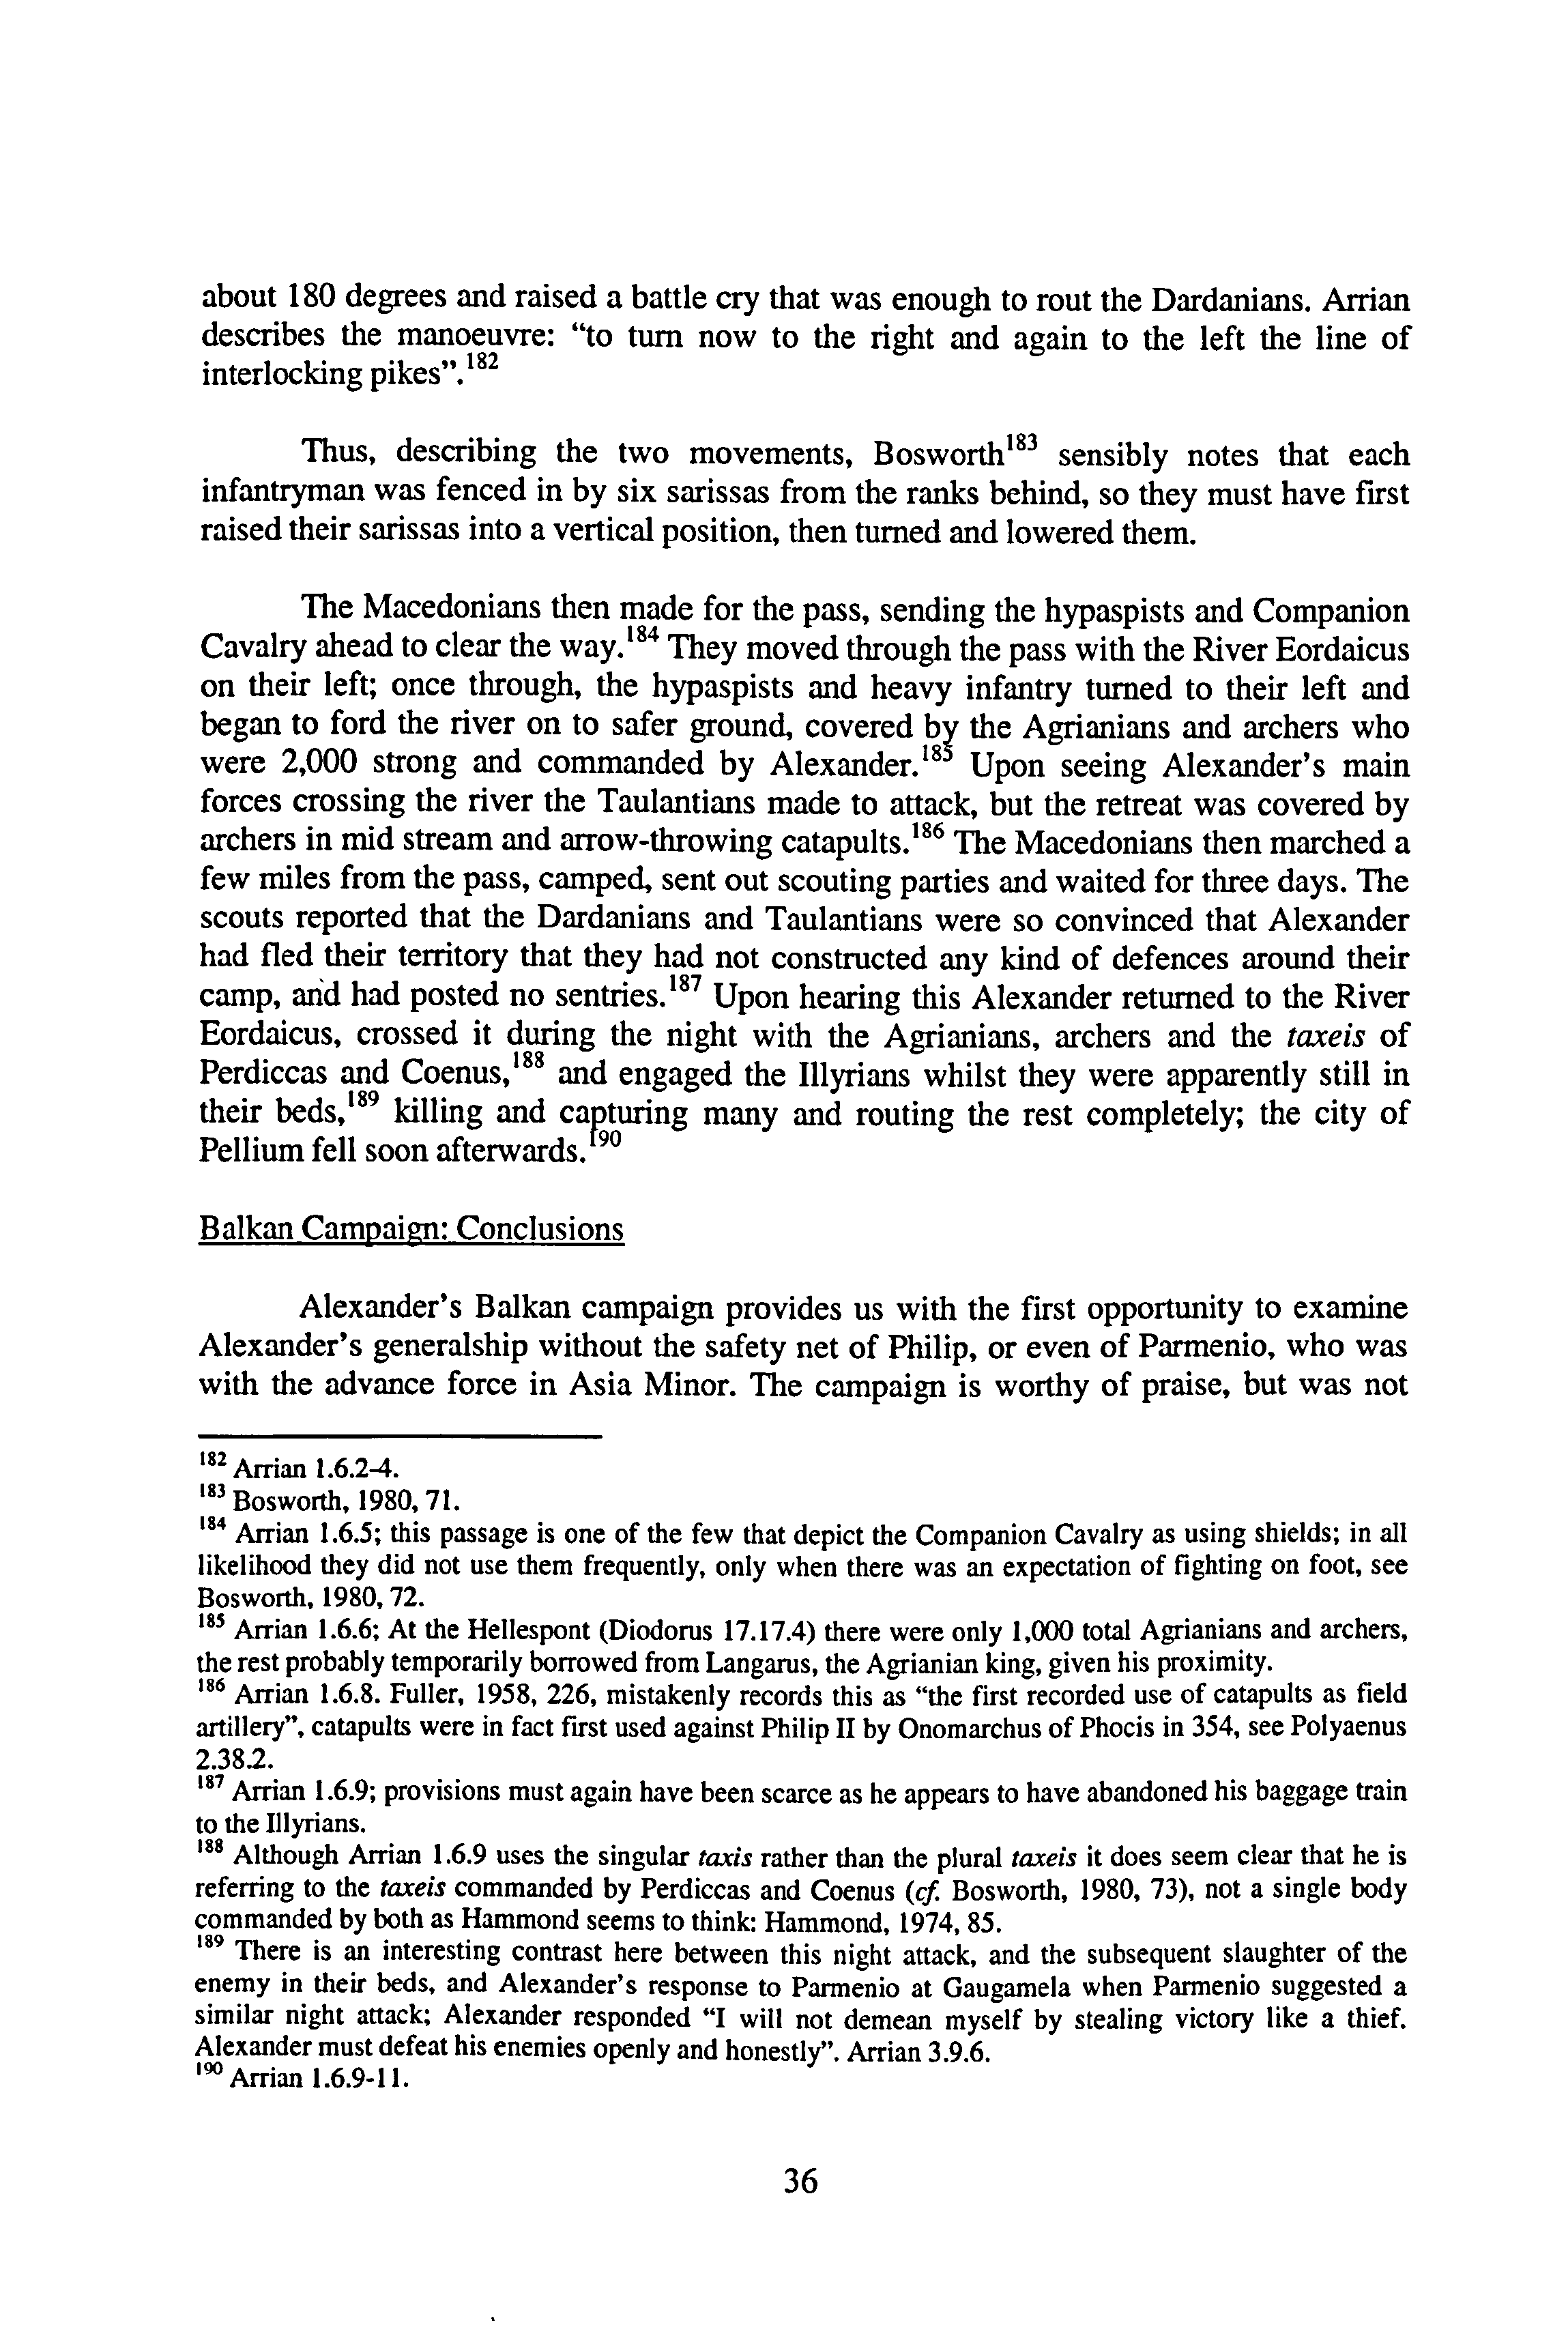 about 180 degrees and raised a battle cry that was enough to rout the Dardanians. Arrian
describes the manoeuvre: “to turn now to the right and again to the left the line of
interlocking pikes”.182
Thus, describing the two movements, Bosworth183 sensibly notes that each
infantryman was fenced in by six sarissas from the ranks behind, so they must have first
raised their sarissas into a vertical position, then turned and lowered them.
The Macedonians then made for the pass, sending the hypaspists and Companion
Cavalry ahead to clear the way.184 They moved through the pass with the River Eordaicus
on their left; once through, the hypaspists and heavy infantry turned to their left and
began to ford the river on to safer ground, covered by the Agrianians and archers who
were 2,000 strong and commanded by Alexander.185 Upon seeing Alexander's main
forces crossing the river the Taulantians made to attack, but the retreat was covered by
archers in mid stream and arrow-throwing catapults.186 The Macedonians then marched a
few miles from the pass, camped, sent out scouting parties and waited for three days. The
scouts reported that the Dardanians and Taulantians were so convinced that Alexander
had fled their territory that they had not constructed any kind of defences around their
camp, and had posted no sentries.187 Upon hearing this Alexander returned to the River
Eordaicus, crossed it during the night with the Agrianians, archers and the taxeis of
Perdiccas and Coenus,188 and engaged the Illyrians whilst they were apparently still in
their beds,189 killing and capturing many and routing the rest completely; the city of
Pellium fell soon afterwards.190
Balkan Campaign: Conclusions
Alexander's Balkan campaign provides us with the first opportunity to examine
Alexander's generalship without the safety net of Philip, or even of Parmenio, who was
with the advance force in Asia Minor. The campaign is worthy of praise, but was not
182 Arrian 1.6.2-4.
183 Bosworth, 1980, 71.
184 Arrian 1.6.5; this passage is one of the few that depict the Companion Cavalry as using shields; in all
likelihood they did not use them frequently, only when there was an expectation of fighting on foot, see
Bosworth, 1980, 72.
185 Arrian 1.6.6; At the Hellespont (Diodorus 17.17.4) there were only 1,000 total Agrianians and archers,
the rest probably temporarily borrowed from Langarus, the Agrianian king, given his proximity.
186 Arrian 1.6.8. Fuller, 1958, 226, mistakenly records this as “the first recorded use of catapults as field
artillery”, catapults were in fact first used against Philip II by Onomarchus of Phocis in 354, see Polyaenus
2.38.2.
187 Arrian 1.6.9; provisions must again have been scarce as he appears to have abandoned his baggage train
to the Illyrians.
188 Although Arrian 1.6.9 uses the singular taxis rather than the plural taxeis it does seem clear that he is
referring to the taxeis commanded by Perdiccas and Coenus (cf. Bosworth, 1980, 73), not a single body
commanded by both as Hammond seems to think: Hammond, 1974, 85.
189 There is an interesting contrast here between this night attack, and the subsequent slaughter of the
enemy in their beds, and Alexander's response to Parmenio at Gaugamela when Parmenio suggested a
similar night attack; Alexander responded “I will not demean myself by stealing victory like a thief.
Alexander must defeat his enemies openly and honestly”. Arrian 3.9.6.
190 Arrian 1.6.9-11.
36